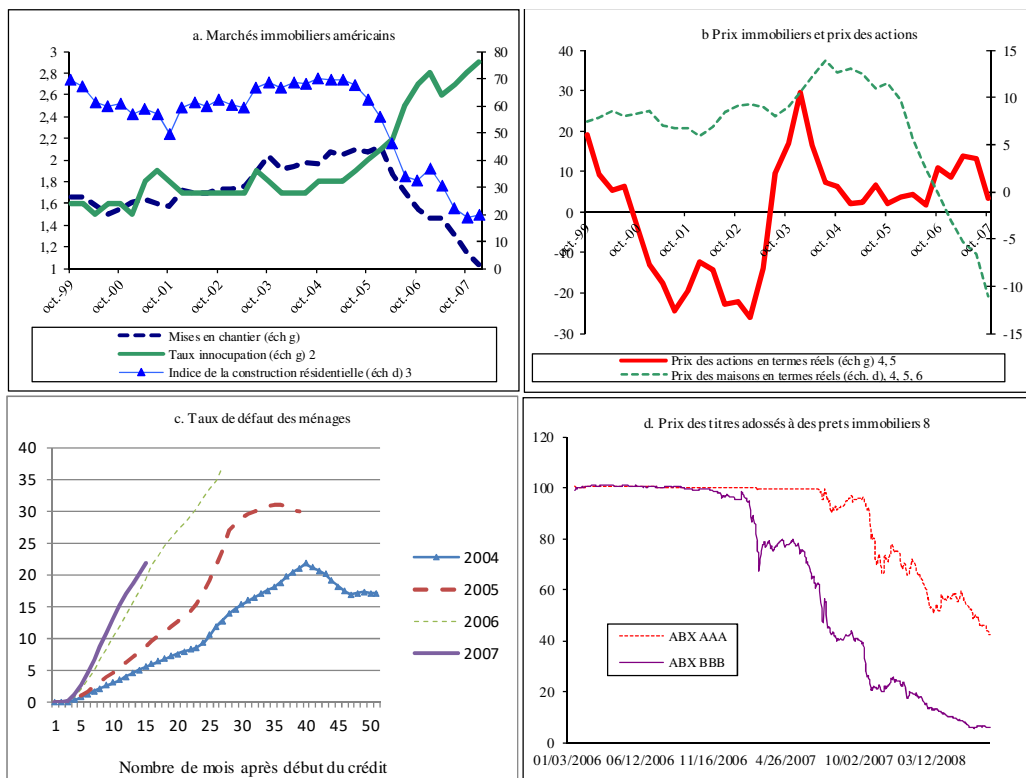 a. Marchés immobiliers américains
3
2,8
2,6
2,4
2,2
2
1,8
1,6
1,4
1,2
1
80
70
60
50
40
30
20
10
0
oct.-99
oct.-00
oct.-01
oct.-02
oct.-03
oct.-04
oct.-05
oct.-06
oct.-07
Mises en chantier (éch g)
Taux innocupation (éch g) 2
Indice de la construction résidentielle (éch d) 3
b Prix immobiliers et prix des actions
40
30
20
10
0
-10
-20
-30
15
10
5
0
-5
-10
-15
oct.-99
oct.-00
oct.-01
oct.-02
oct.-03
oct.-04
oct.-05
oct.-06
oct.-07
Prix des actions en termes réels (éch g) 4, 5
Prix des maisons en termes réels (éch. d), 4, 5, 6
c. Taux de défaut des ménages
40
35
30
25
20
15
10
5
0
1 5 10 15 20 25 30 35 40 45 50
2004
2005
2006
2007
Nombre de mois après début du crédit
d. Prix des titres adossés à des prets immobiliers 8
120
100
80
60
40
20
0
ABX AAA
ABX BBB
01/03/2006 06/12/2006 11/16/2006 4/26/2007 10/02/2007 03/12/2008